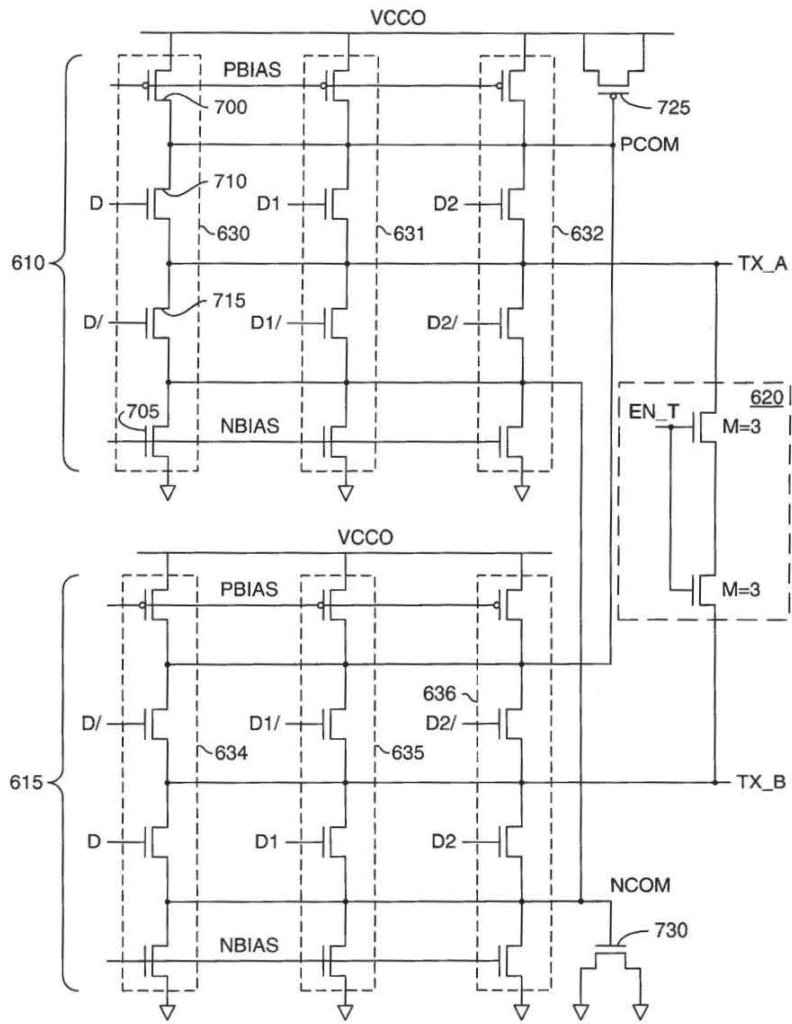 VCCO
PBIAS
700
725
PCOM
710
D
D1
D2
630
631
632
610
TX_A
715
D/
D1/
D2/
620
705
EN_T
M=3
NBIAS
VCCO
M=3
PBIAS
636
D/
D1/
D2/
634
635
615
TX_B
D
D1
D2
NCOM
730
NBIAS